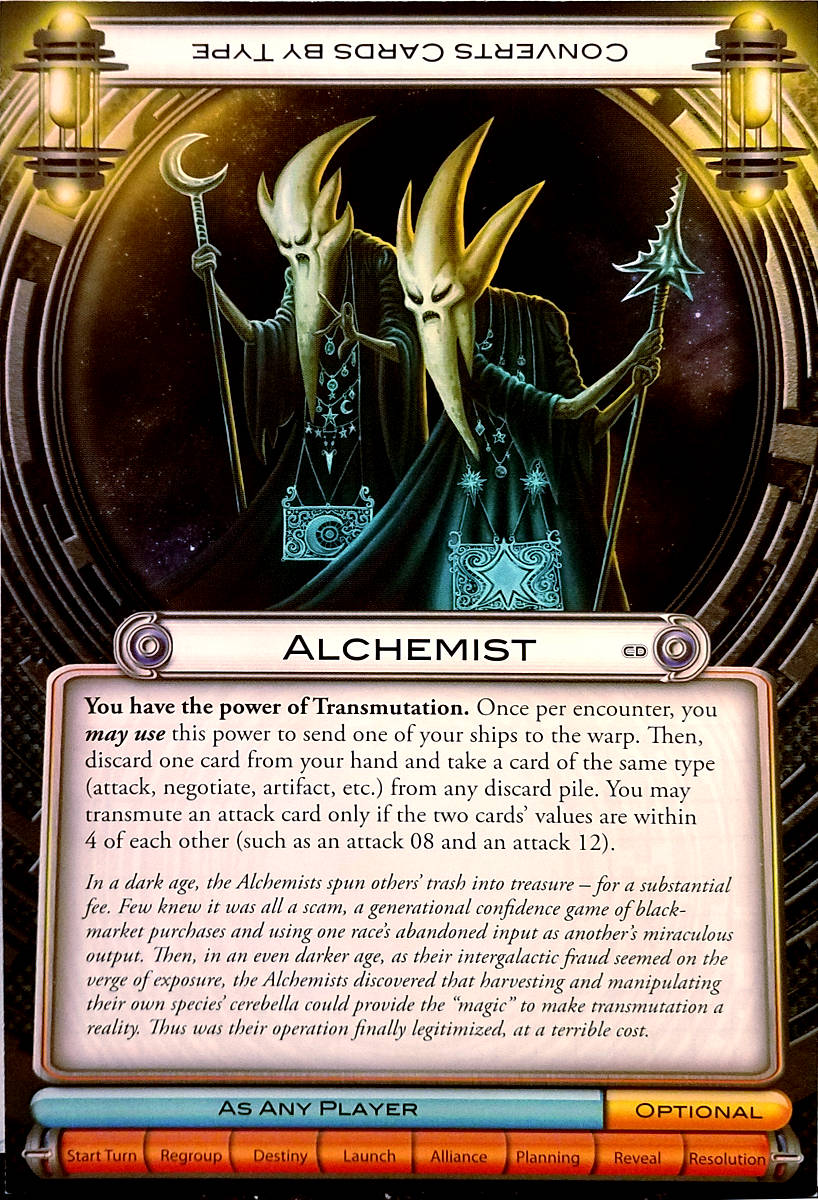 Converts Cards by Type
Alchemist CD
You have the power of Transmutation. Once per encounter, you
may use this power to send one of your ships to the warp. Then,
discard one card from your hand and take a card of the same type
(attack, negotiate, artifact, etc.) from any discard pile. You may
transmute an attack card only if the two cards’ values are within
4 of each other (such as an attack 08 and an attack 12).
In a dark age, the Alchemists spun others’ trash into treasure – for a substantial
fee. Few knew it was all a scam, a generational confidence game of black-
market purchases and using one race’s abandoned input as another’s miraculous
output. Then, in an even darker age, as their intergalactic fraud seemed on the
verge of exposure, the Alchemists discovered that harvesting and manipulating
their own species’ cerebella could provide the “magic” to make transmutation a
reality. Thus was their operation finally legitimized, at a terrible cost.
As Any Player Optional
Start Turn Regroup Destiny Launch Alliance Planning Reveal Resolution